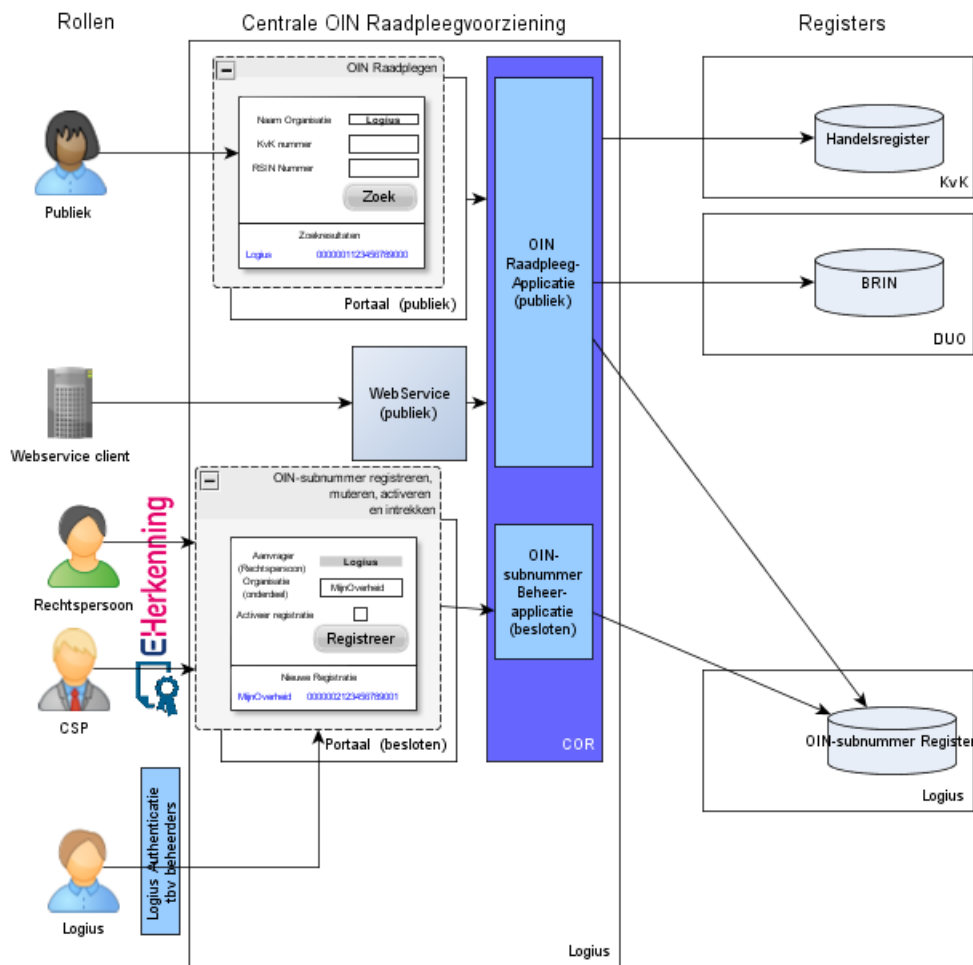 Rollen
Centrale OIN Raadpleegvoorziening
Registers
OIN Raadplegen
Naam Organisatie
Logius
KvK nummer
RSIN Nummer
Zoek
Zoekresultaten
Logius 0000001123456789000
Portaal (publiek)
Publiek
OIN
Raadpleeg-
Applicatie
(publiek)
Handelsregister
KvK
BRIN
DUO
WebService
(publiek)
Webservice client
OIN-subnummer registreren,
muteren, activeren
en intrekken
Aanvrager
(Rechtspersoon)
Logius
Organisatie
(onderdeel)
MijnOverheid
Activeer registratie
Registreer
Nieuwe Registratie
MijnOverheid 0000002123456789001
Portaal (besloten)
Rechtspersoon
eHerkenning
CSP
OIN-
subnummer
Beheer-
applicatie
(besloten)
COR
OIN-subnummer Register
Logius
Logius Authenticatie
tbv beheerders
Logius
Logius